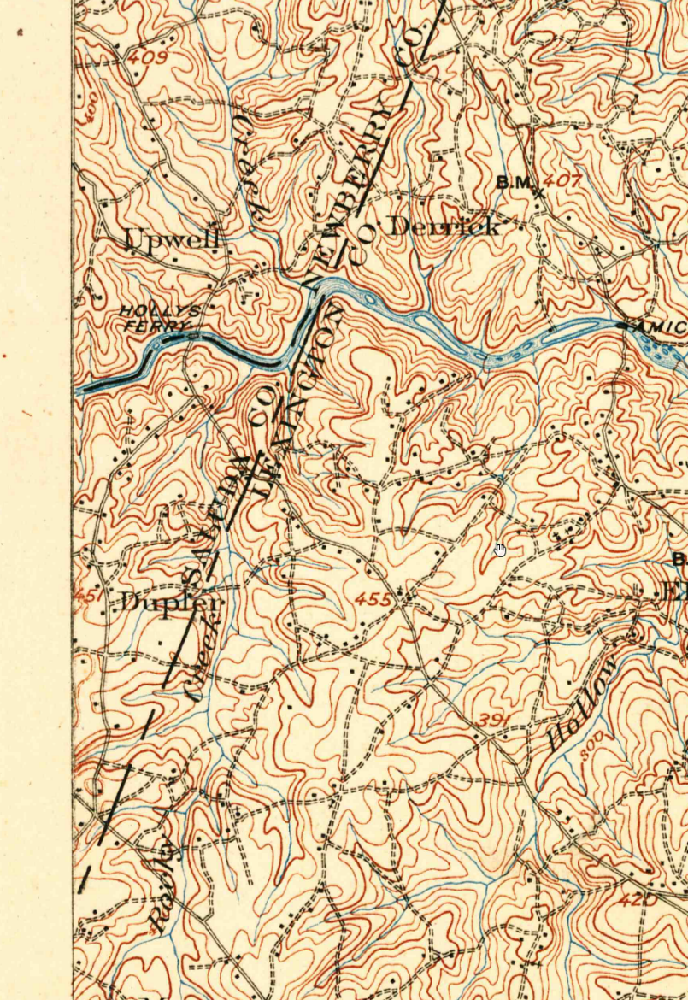 409
400
Creek
NEWBERRY CO.
B.M. 407
Upwell
CO
Derrick
HOLLYS
FERRY
AMIC
LEXINGTON
SALUDA CO.
B.
451
Dupler
455
El
Creek
391
Hollow
300
Rocky
420